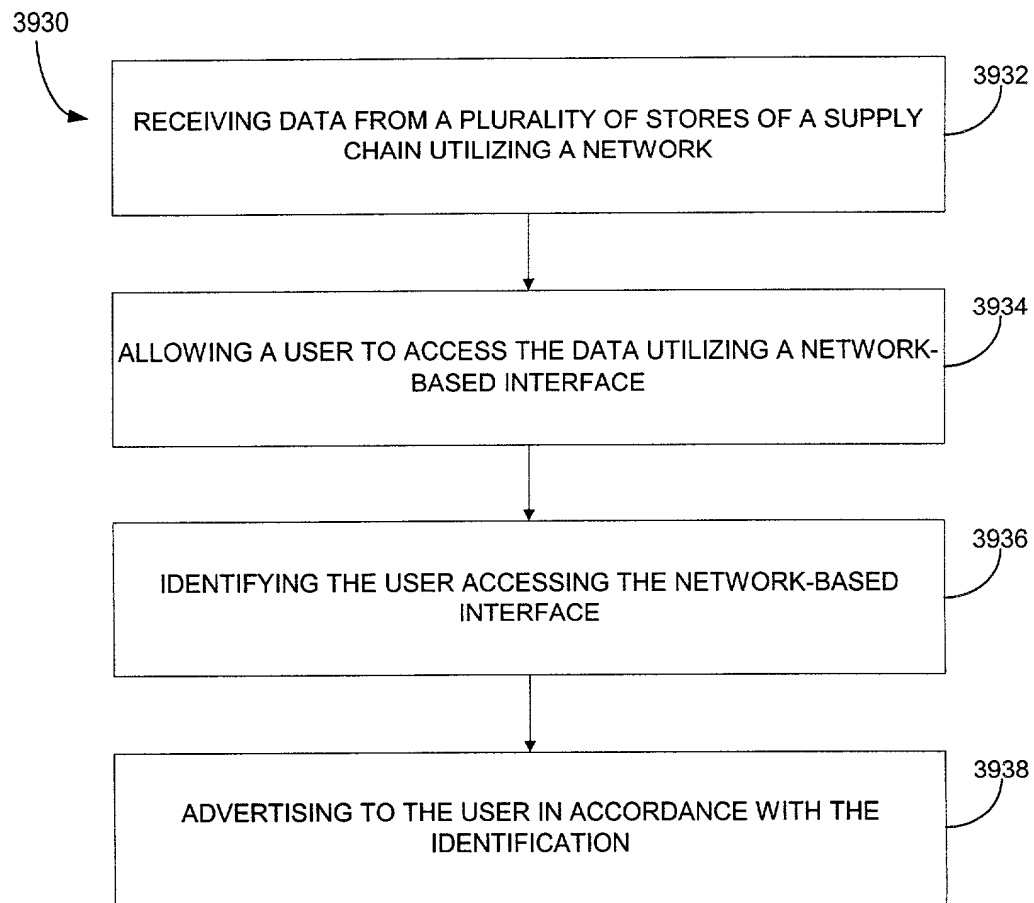 3930
3932
RECEIVING DATA FROM A PLURALITY OF STORES OF A SUPPLY
CHAIN UTILIZING A NETWORK
3934
ALLOWING A USER TO ACCESS THE DATA UTILIZING A NETWORK-
BASED INTERFACE
3936
IDENTIFYING THE USER ACCESSING THE NETWORK-BASED
INTERFACE
3938
ADVERTISING TO THE USER IN ACCORDANCE WITH THE
IDENTIFICATION